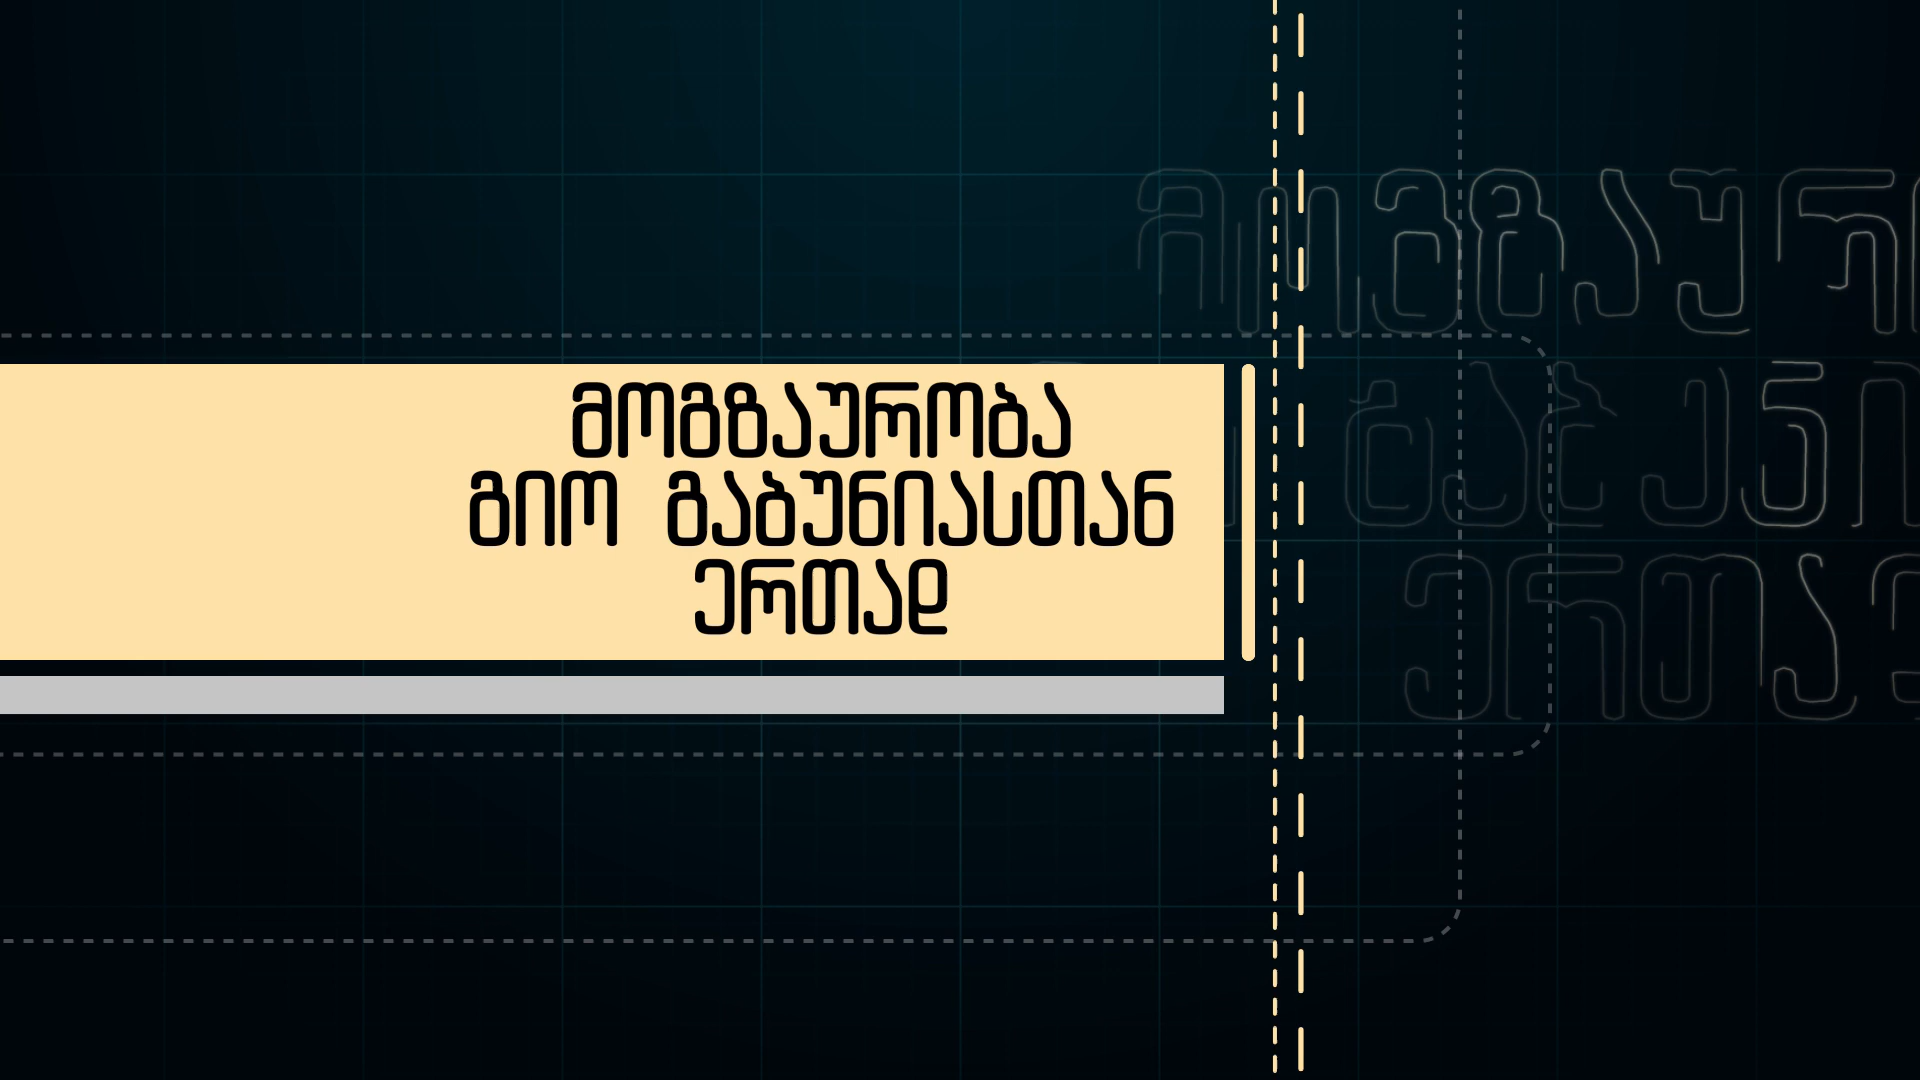 მოგზაურობა
გიო გაბუნიასთან
ერთად